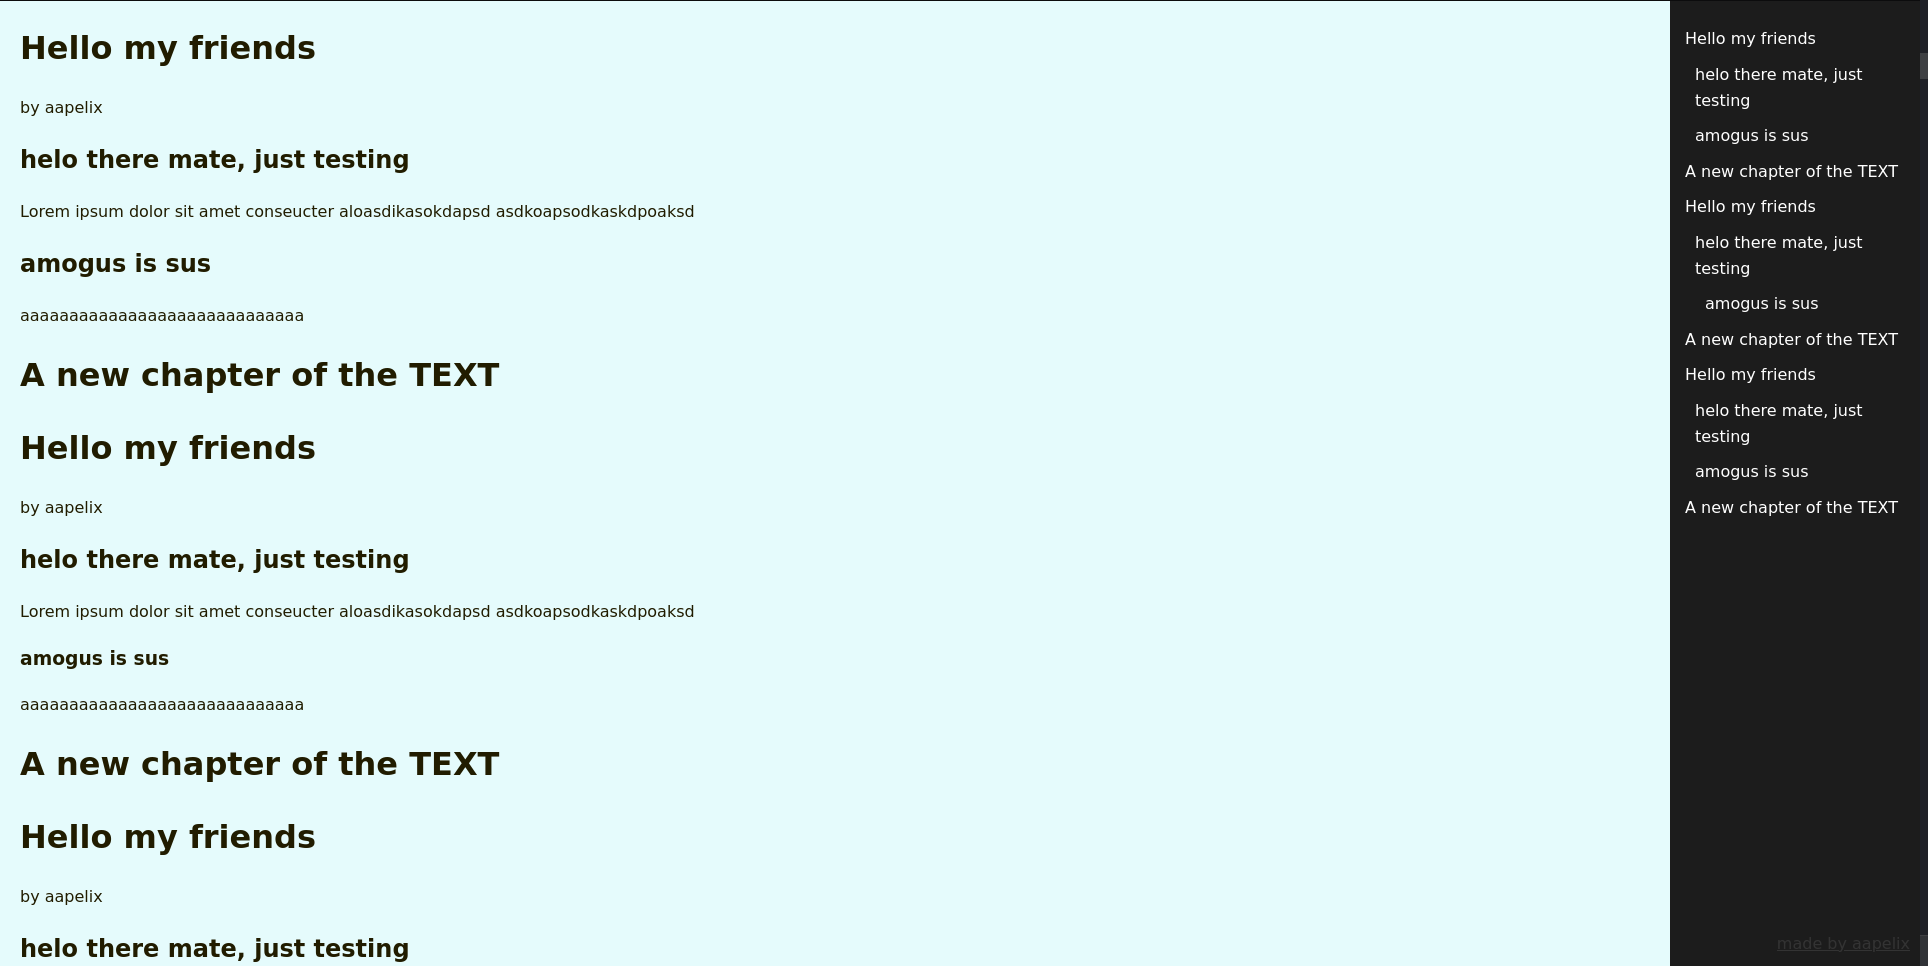 Hello my friends
by aapelix
helo there mate, just testing
Lorem ipsum dolor sit amet conseucter aloasdikasokdapsd asdkoapsodkaskdpoaksd
amogus is sus
aaaaaaaaaaaaaaaaaaaaaaaaaaaaa
A new chapter of the TEXT
Hello my friends
by aapelix
helo there mate, just testing
Lorem ipsum dolor sit amet conseucter aloasdikasokdapsd asdkoapsodkaskdpoaksd
amogus is sus
aaaaaaaaaaaaaaaaaaaaaaaaaaaaa
A new chapter of the TEXT
Hello my friends
by aapelix
helo there mate, just testing
Hello my friends
helo there mate, just
testing
amogus is sus
A new chapter of the TEXT
Hello my friends
helo there mate, just
testing
amogus is sus
A new chapter of the TEXT
Hello my friends
helo there mate, just
testing
amogus is sus
A new chapter of the TEXT
made by aapelix